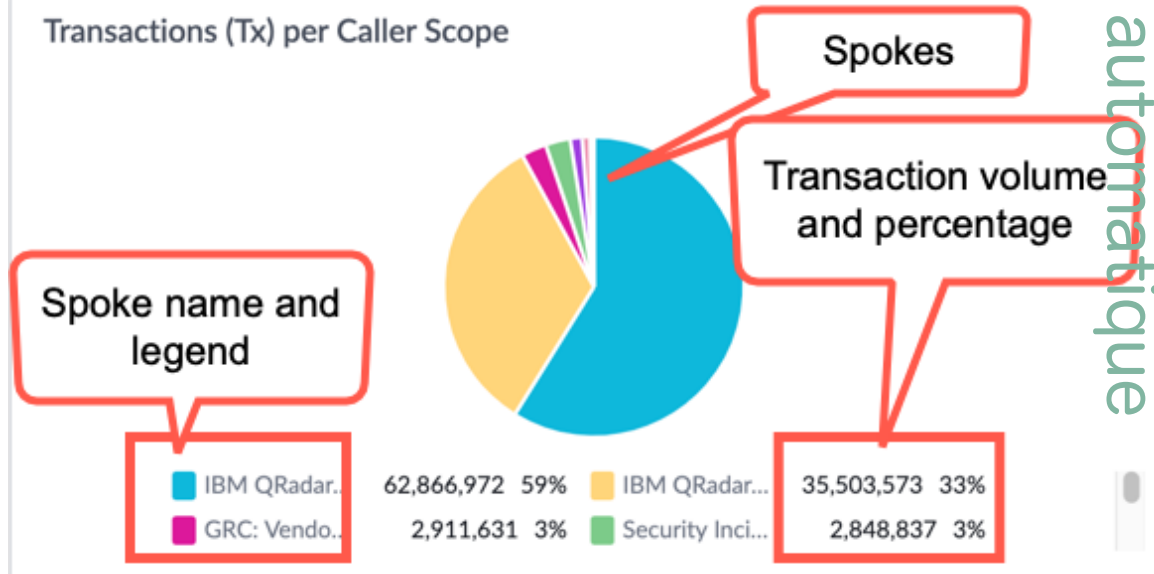 Transactions (Tx) per Caller Scope
Spokes
Transaction volume
and percentage
Spoke name and
legend
IBM QRadar.. 62,866,972 59% IBM QRadar... 35,503,573 33%
GRC: Vendo.. 2,911,631 3% Security Inci... 2,848,837 3%
automatique